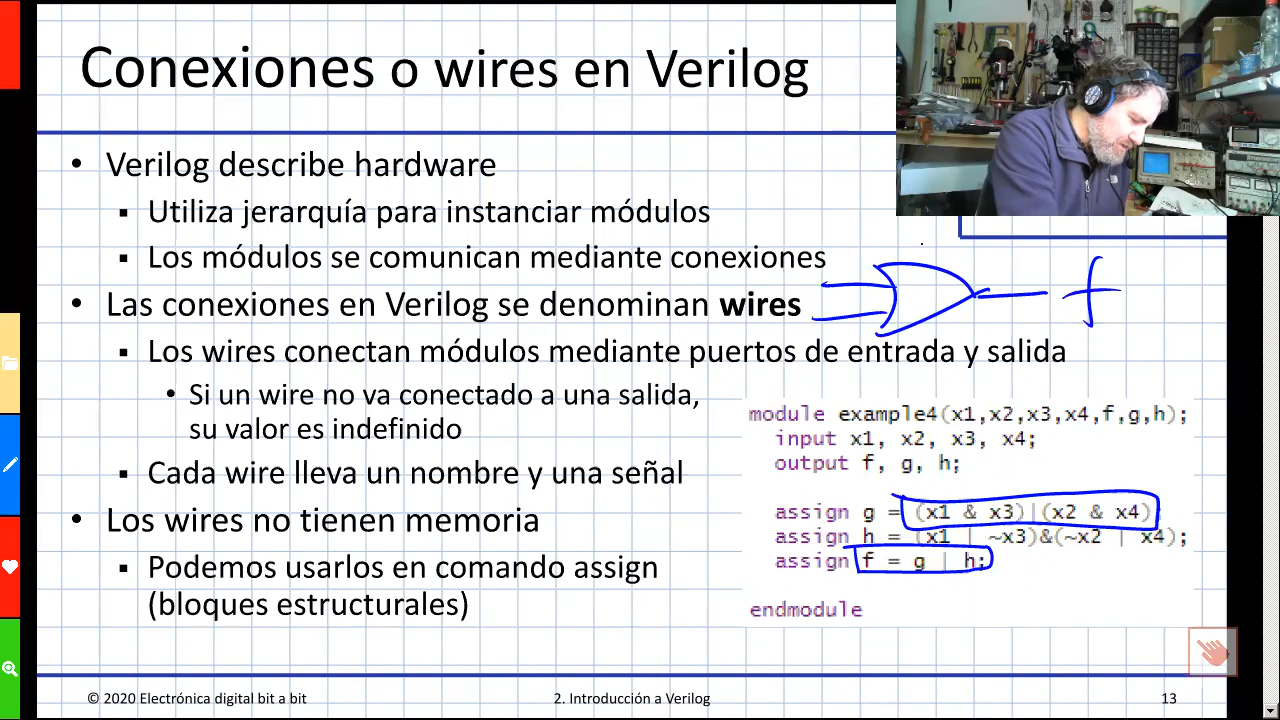 Conexiones o wires en Verilog
• Verilog describe hardware
▪ Utiliza jerarquía para instanciar módulos
▪ Los módulos se comunican mediante conexiones
• Las conexiones en Verilog se denominan wires
f
▪ Los wires conectan módulos mediante puertos de entrada y salida
• Si un wire no va conectado a una salida,
su valor es indefinido
▪ Cada wire lleva un nombre y una señal
• Los wires no tienen memoria
▪ Podemos usarlos en comando assign
(bloques estructurales)
module example4(x1,x2,x3,x4,f,g,h);
input x1, x2, x3, x4;
output f, g, h;
assign g = (x1 & x3)|(x2 & x4)
assign h = (x1 | ~x3)&(~x2 | x4);
assign f = g | h;
endmodule
© 2020 Electrónica digital bit a bit
2. Introducción a Verilog
13